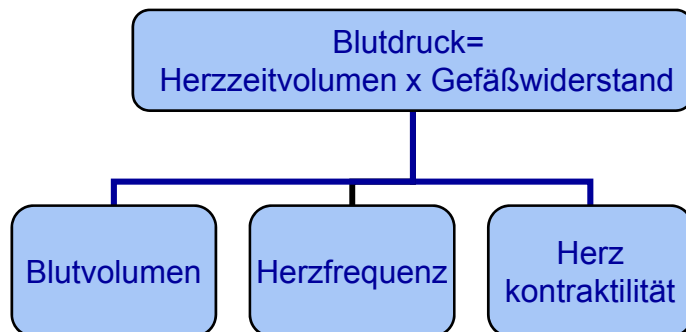 Blutdruck=
Herzzeitvolumen x Gefäßwiderstand
Blutvolumen
Herzfrequenz
Herz
kontraktilität